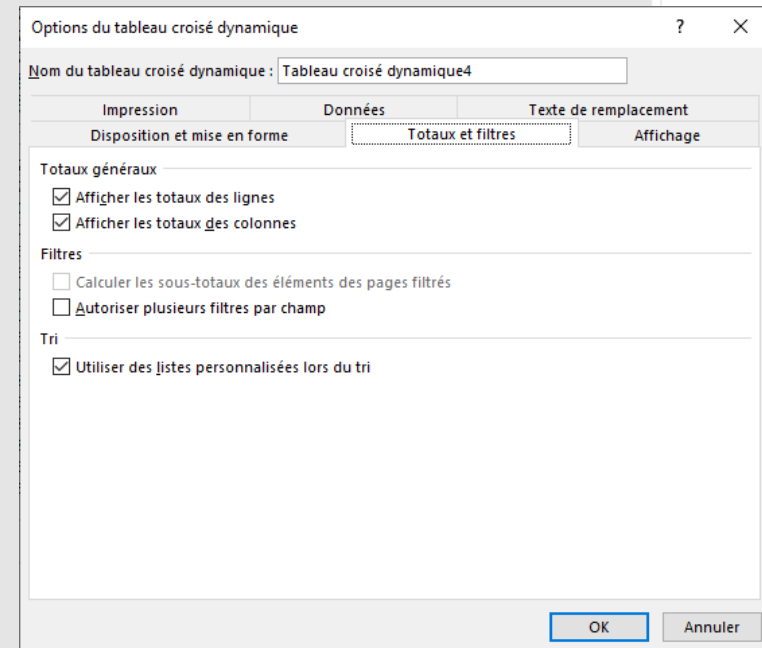 Options du tableau croisé dynamique ?
Nom du tableau croisé dynamique : Tableau croisé dynamique4
Impression Données Texte de remplacement
Disposition et mise en forme Totaux et filtres Affichage
Totaux généraux
Afficher les totaux des lignes
Afficher les totaux des colonnes
Filtres
Calculer les sous-totaux des éléments des pages filtrés
Autoriser plusieurs filtres par champ
Tri
Utiliser des listes personnalisées lors du tri
OK Annuler